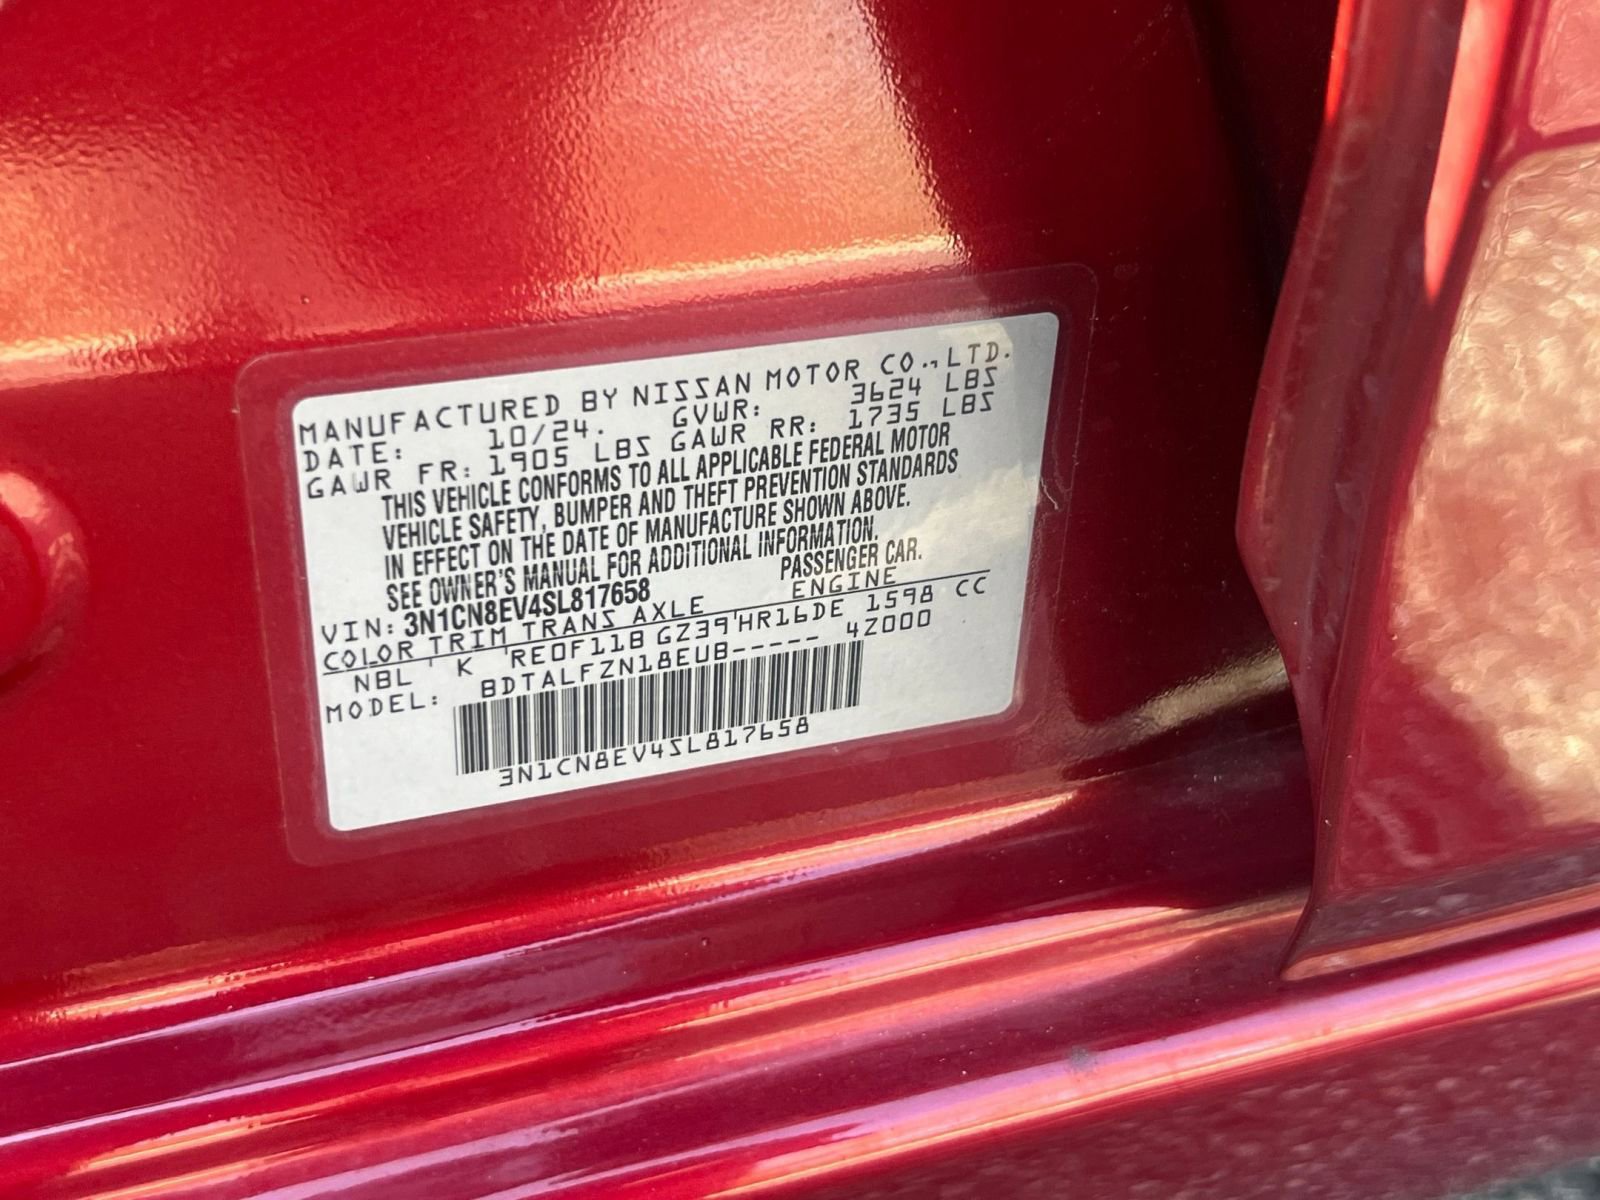 MANUFACTURED BY NISSAN MOTOR CO.,LTD.
DATE: 10/24. GVWR: 3624 LBS
GAWR FR: 1905 LBS GAWR RR: 1735 LBS
THIS VEHICLE CONFORMS TO ALL APPLICABLE FEDERAL MOTOR
VEHICLE SAFETY, BUMPER AND THEFT PREVENTION STANDARDS
IN EFFECT ON THE DATE OF MANUFACTURE SHOWN ABOVE.
SEE OWNER'S MANUAL FOR ADDITIONAL INFORMATION.
VIN: 3N1CN8EV4SL817658 PASSENGER CAR.
COLOR TRIM TRANS AXLE ENGINE
NBL ' K 'RE0F11B GZ39'HR16DE 1598 CC
MODEL: BDTALFZN18EUB----- 4Z000
3N1CN8EV4SL817658